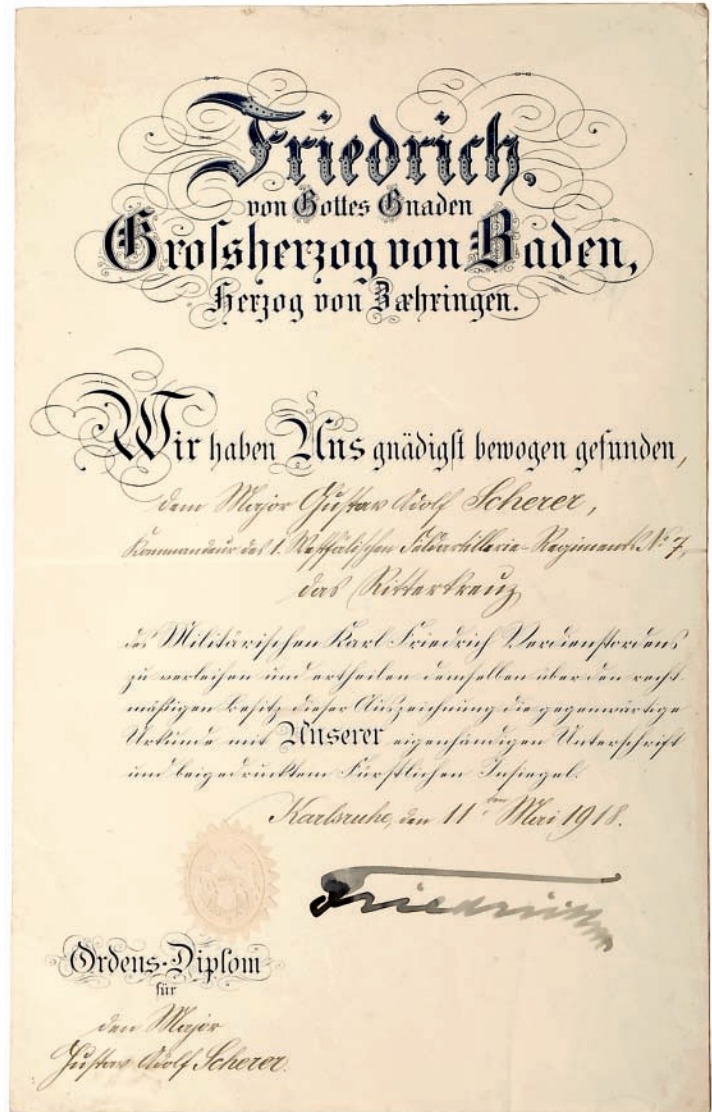 Friedrich,
von Gottes Gnaden
Grossherzog von Baden,
Herzog von Zæhringen.
Wir haben Uns gnädigst bewogen gefunden,
dem Major Gustav Adolf Scherer,
Kommandeur des 1. Westfälischen Feldartillerie-Regiments No 7,
das Ritterkreuz
des Militärischen Karl Friedrich Verdienstordens
zu verleihen und ertheilen demselben über den recht-
mäßigen Besitz dieser Auszeichnung die gegenwärtige
Urkunde mit Unserer eigenhändigen Unterschrift
und beigedrucktem Fürstlichen Insiegel.
Karlsruhe, den 11ten Mai 1918.
Friedrich
Ordens-Diplom
für
den Major
Gustav Adolf Scherer.